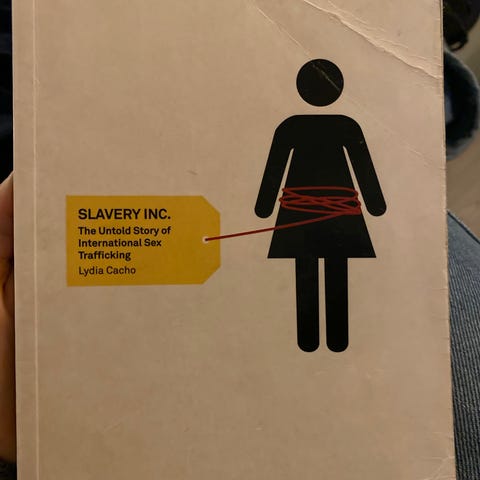 SLAVERY INC.
The Untold Story of
International Sex
Trafficking
Lydia Cacho